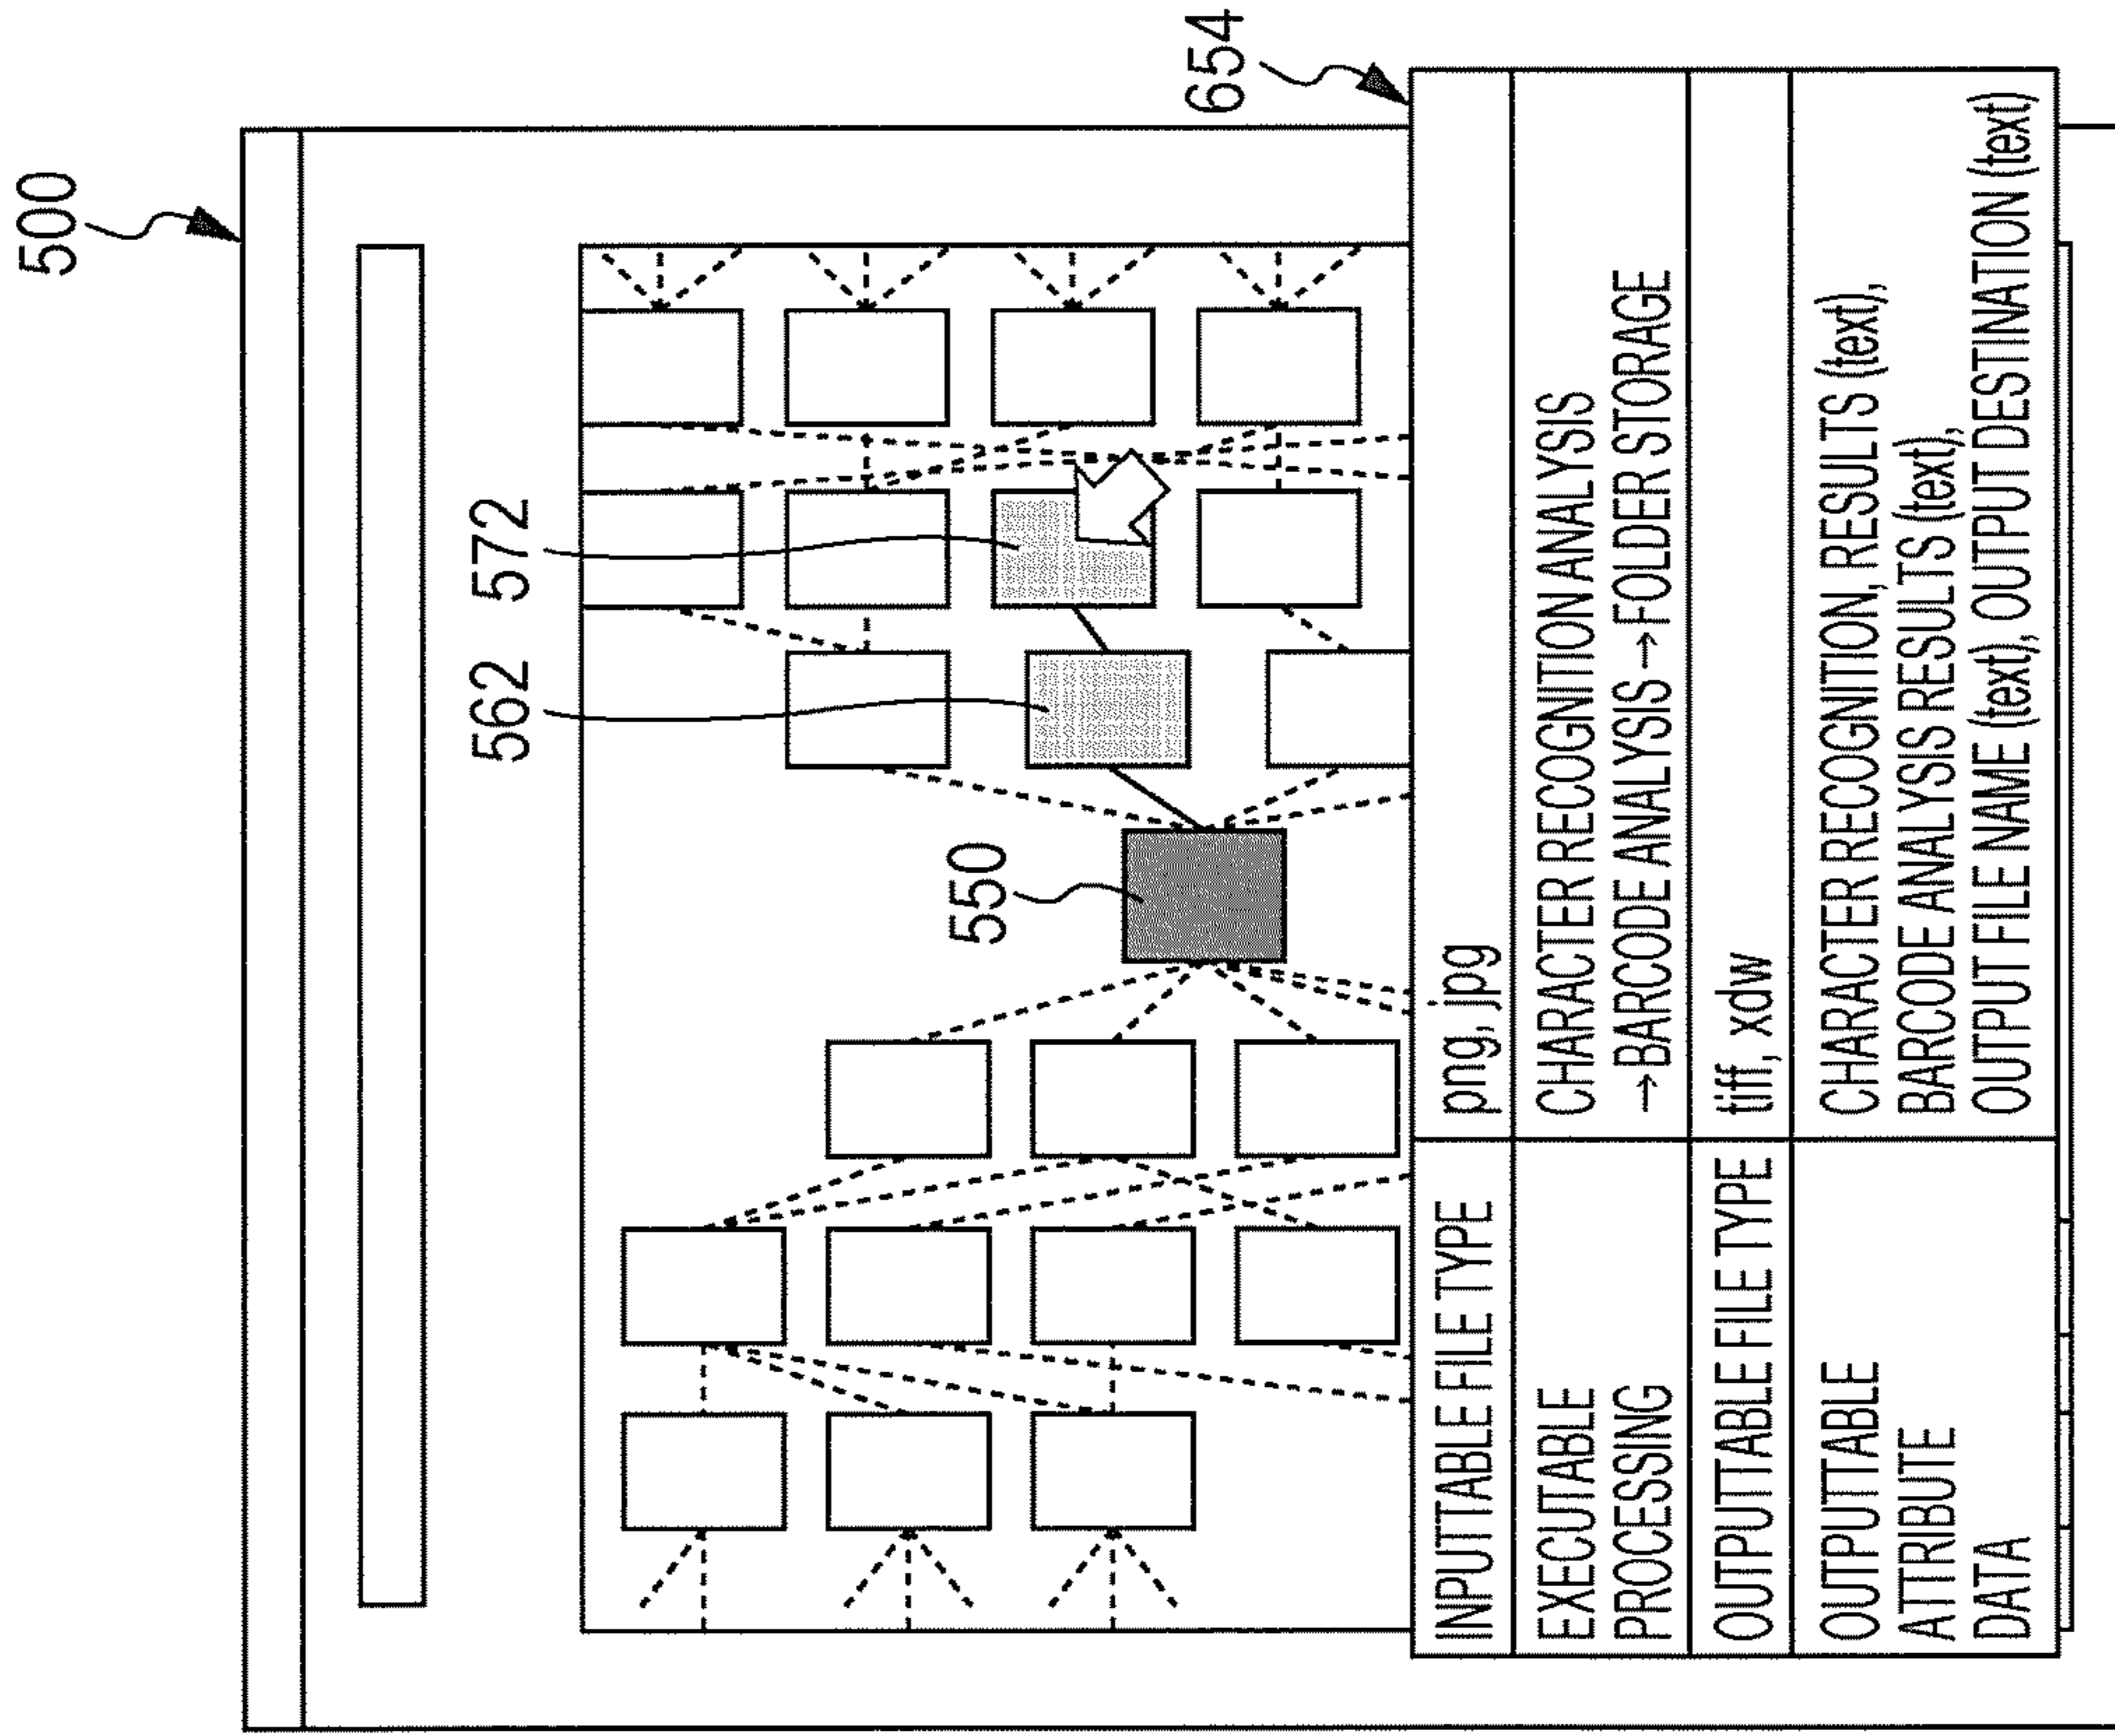 500
572
562
550
654
INPUTTABLE FILE TYPE
png, jpg
EXECUTABLE
PROCESSING
CHARACTER RECOGNITION ANALYSIS
→BARCODE ANALYSIS→FOLDER STORAGE
OUTPUTTABLE FILE TYPE
tiff, xdw
OUTPUTTABLE
ATTRIBUTE
DATA
CHARACTER RECOGNITION, RESULTS (text),
BARCODE ANALYSIS RESULTS (text),
OUTPUT FILE NAME (text), OUTPUT DESTINATION (text)